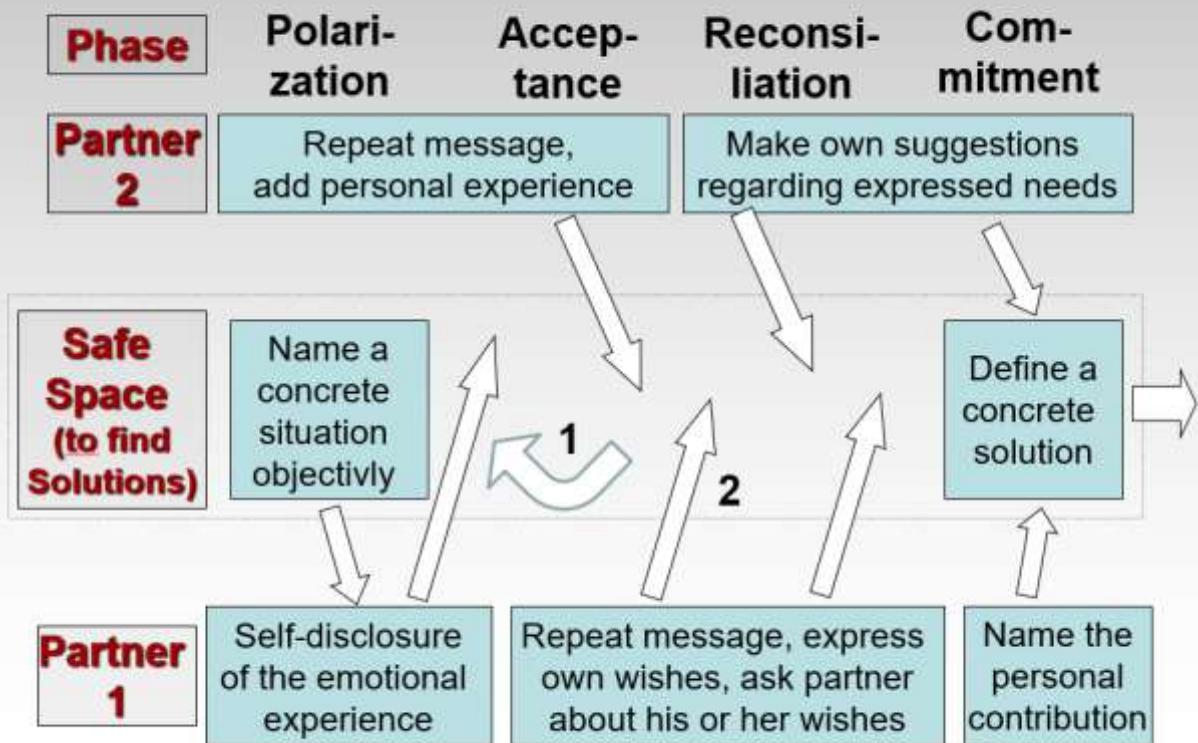 Phase
Polari-
zation
Accep-
tance
Reconsi-
liation
Com-
mitment
Partner
2
Repeat message,
add personal experience
Make own suggestions
regarding expressed needs
Safe
Space
(to find
Solutions)
Name a
concrete
situation
objectivly
1
2
Define a
concrete
solution
Partner
1
Self-disclosure
of the emotional
experience
Repeat message, express
own wishes, ask partner
about his or her wishes
Name the
personal
contribution